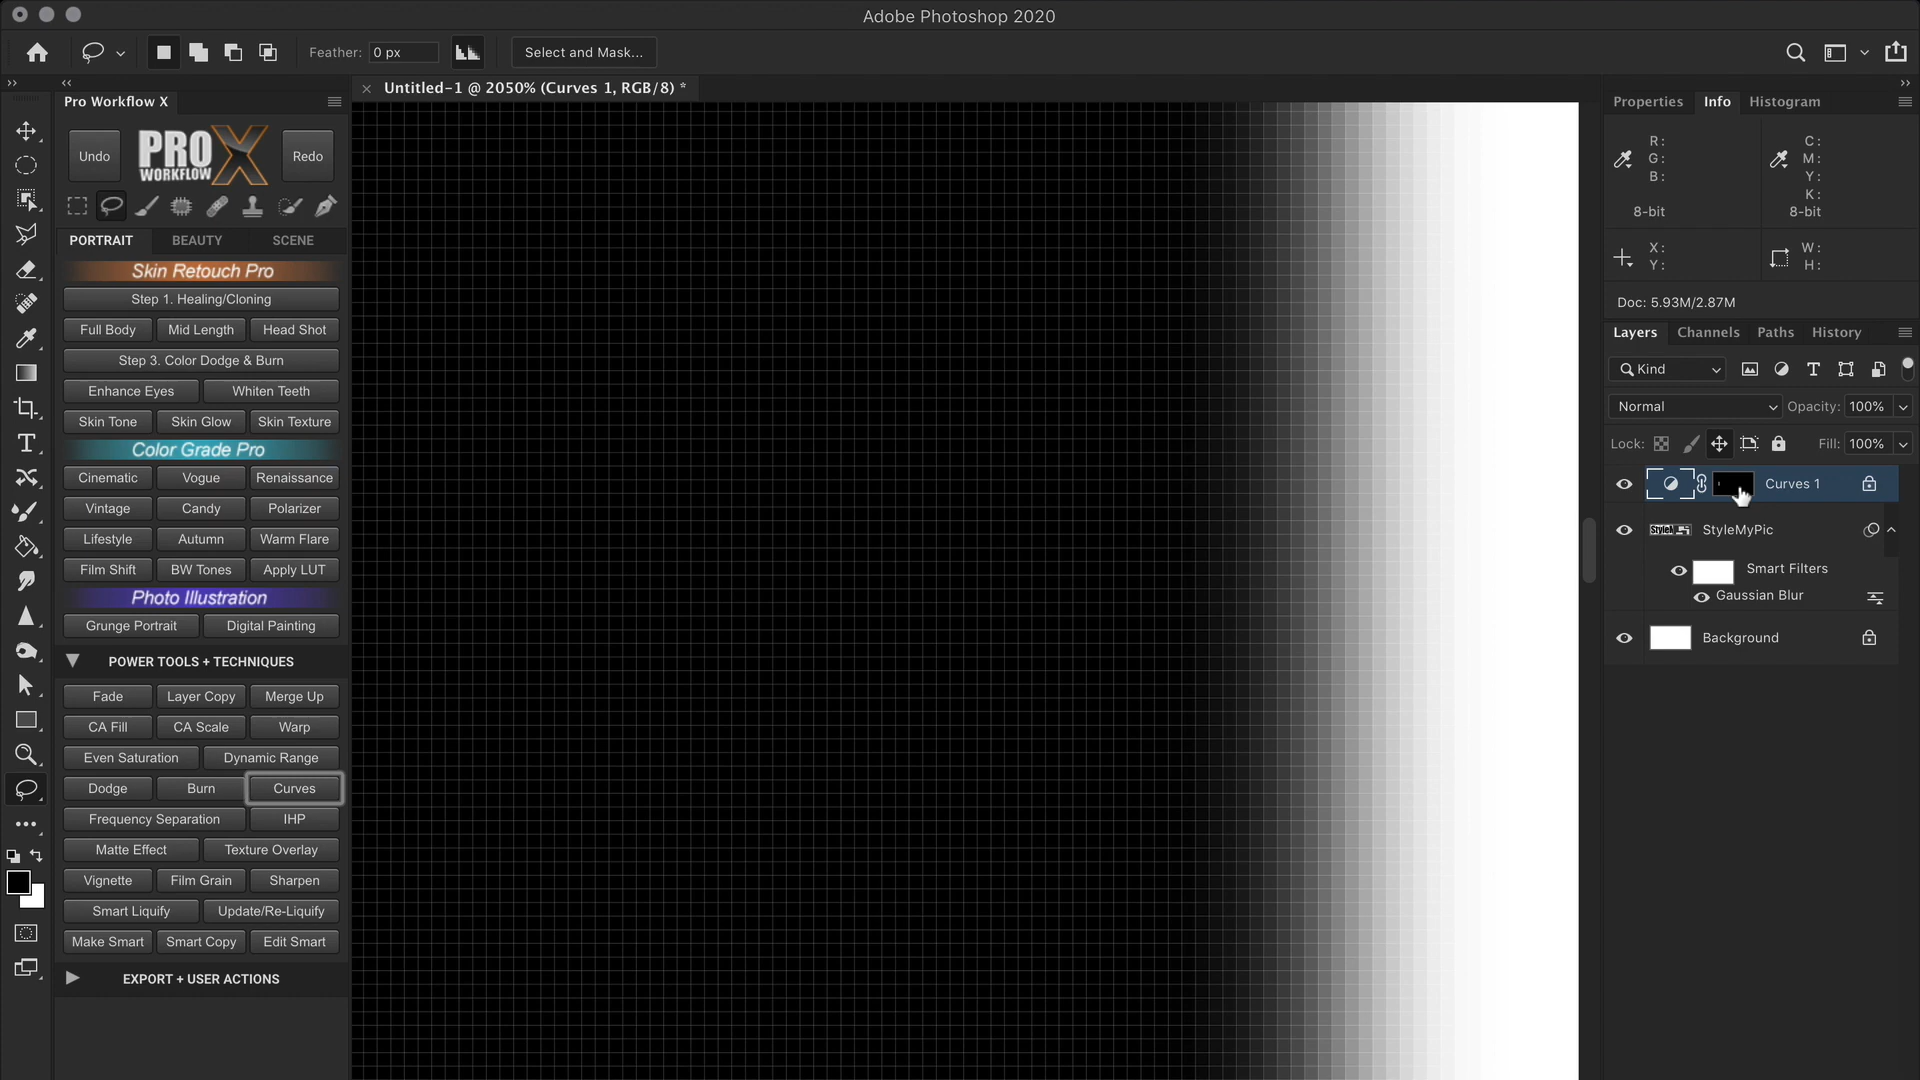 Adobe Photoshop 2020
Feather: 0 px
Select and Mask...
Pro Workflow X
Untitled-1 @ 2050% (Curves 1, RGB/8) *
Undo
PRO X
WORKFLOW
Redo
PORTRAIT BEAUTY SCENE
Skin Retouch Pro
Step 1. Healing/Cloning
Full Body Mid Length Head Shot
Step 3. Color Dodge & Burn
Enhance Eyes Whiten Teeth
Skin Tone Skin Glow Skin Texture
Color Grade Pro
Cinematic Vogue Renaissance
Vintage Candy Polarizer
Lifestyle Autumn Warm Flare
Film Shift BW Tones Apply LUT
Photo Illustration
Grunge Portrait Digital Painting
POWER TOOLS + TECHNIQUES
Fade Layer Copy Merge Up
CA Fill CA Scale Warp
Even Saturation Dynamic Range
Dodge Burn Curves
Frequency Separation IHP
Matte Effect Texture Overlay
Vignette Film Grain Sharpen
Smart Liquify Update/Re-Liquify
Make Smart Smart Copy Edit Smart
EXPORT + USER ACTIONS
Properties Info Histogram
R: C:
G: M:
B: Y:
K:
8-bit 8-bit
X: W:
Y: H:
Doc: 5.93M/2.87M
Layers Channels Paths History
Kind
Normal Opacity: 100%
Lock: Fill: 100%
Curves 1
StyleMyPic
Smart Filters
Gaussian Blur
Background